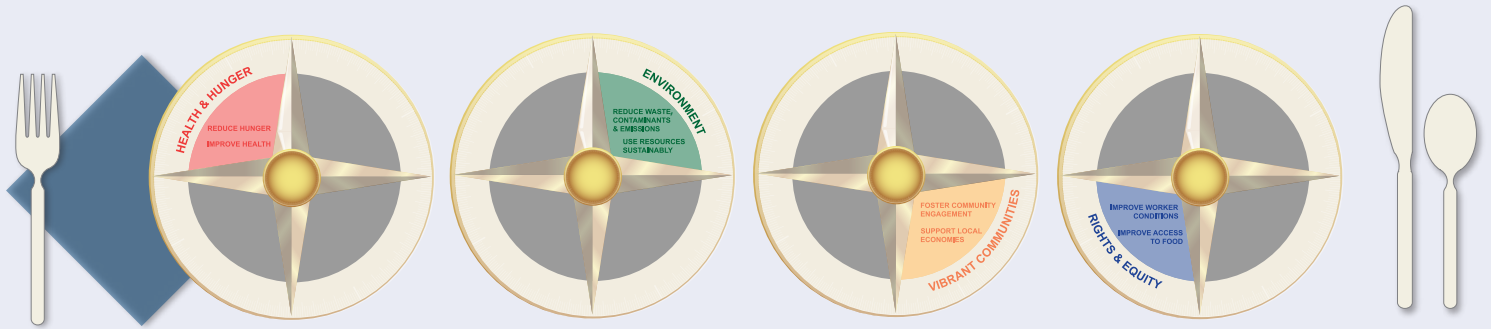 HEALTH & HUNGER
REDUCE HUNGER
IMPROVE HEALTH
ENVIRONMENT
REDUCE WASTE,
CONTAMINANTS
& EMISSIONS
USE RESOURCES
SUSTAINABLY
FOSTER COMMUNITY
ENGAGEMENT
SUPPORT LOCAL
ECONOMIES
VIBRANT COMMUNITIES
IMPROVE WORKER
CONDITIONS
IMPROVE ACCESS
TO FOOD
RIGHTS & EQUITY